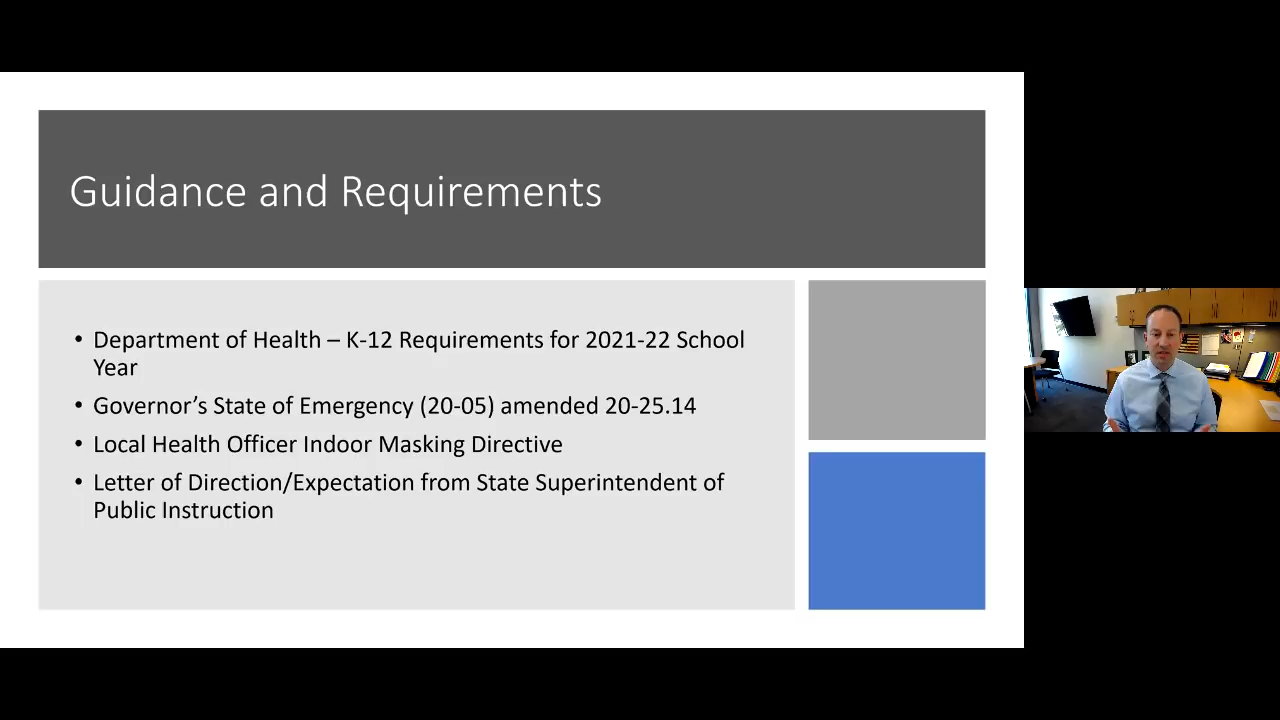 Guidance and Requirements
• Department of Health – K-12 Requirements for 2021-22 School
Year
• Governor’s State of Emergency (20-05) amended 20-25.14
• Local Health Officer Indoor Masking Directive
• Letter of Direction/Expectation from State Superintendent of
Public Instruction